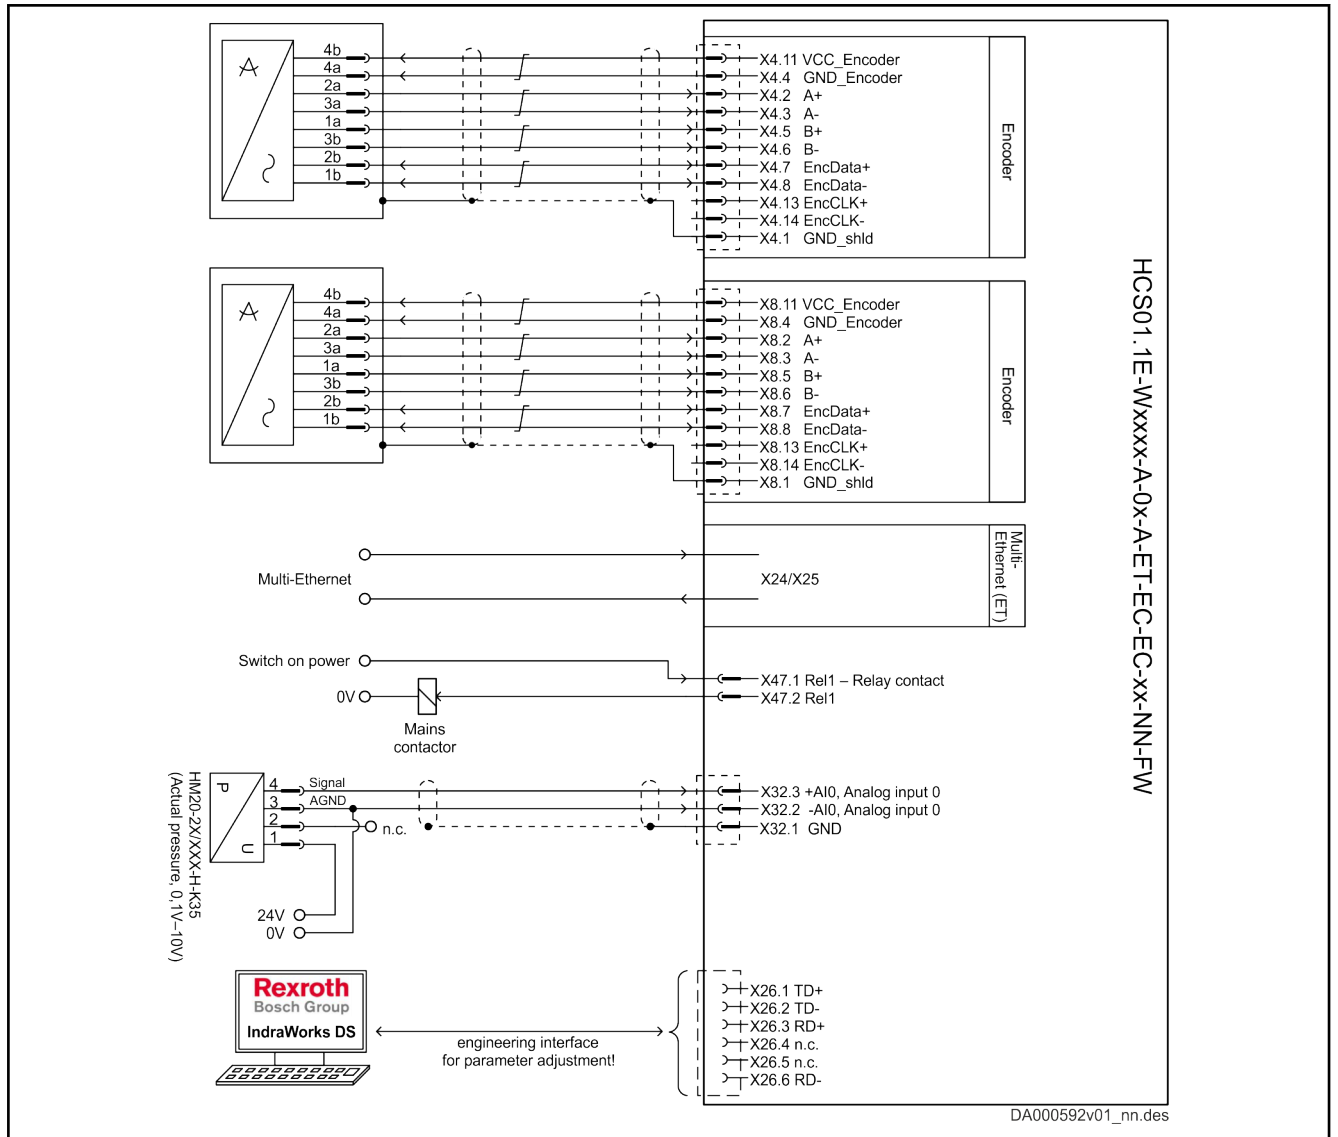 4b
4a
2a
3a
1a
3b
2b
1b
X4.11 VCC_Encoder
X4.4 GND_Encoder
X4.2 A+
X4.3 A-
X4.5 B+
X4.6 B-
X4.7 EncData+
X4.8 EncData-
X4.13 EncCLK+
X4.14 EncCLK-
X4.1 GND_shld
Encoder
4b
4a
2a
3a
1a
3b
2b
1b
X8.11 VCC_Encoder
X8.4 GND_Encoder
X8.2 A+
X8.3 A-
X8.5 B+
X8.6 B-
X8.7 EncData+
X8.8 EncData-
X8.13 EncCLK+
X8.14 EncCLK-
X8.1 GND_shld
Encoder
HCS01.1E-Wxxxx-A-0x-A-ET-EC-EC-xx-NN-FW
Multi-Ethernet
X24/X25
Multi-
Ethernet (ET)
Switch on power
0V
Mains
contactor
X47.1 Rel1 – Relay contact
X47.2 Rel1
HM20-2X/XXX-H-K35
(Actual pressure, 0,1V–10V)
P
U
4
3
2
1
Signal
AGND
n.c.
24V
0V
X32.3 +AI0, Analog input 0
X32.2 -AI0, Analog input 0
X32.1 GND
Rexroth
Bosch Group
IndraWorks DS
engineering interface
for parameter adjustment!
X26.1 TD+
X26.2 TD-
X26.3 RD+
X26.4 n.c.
X26.5 n.c.
X26.6 RD-
DA000592v01_nn.des